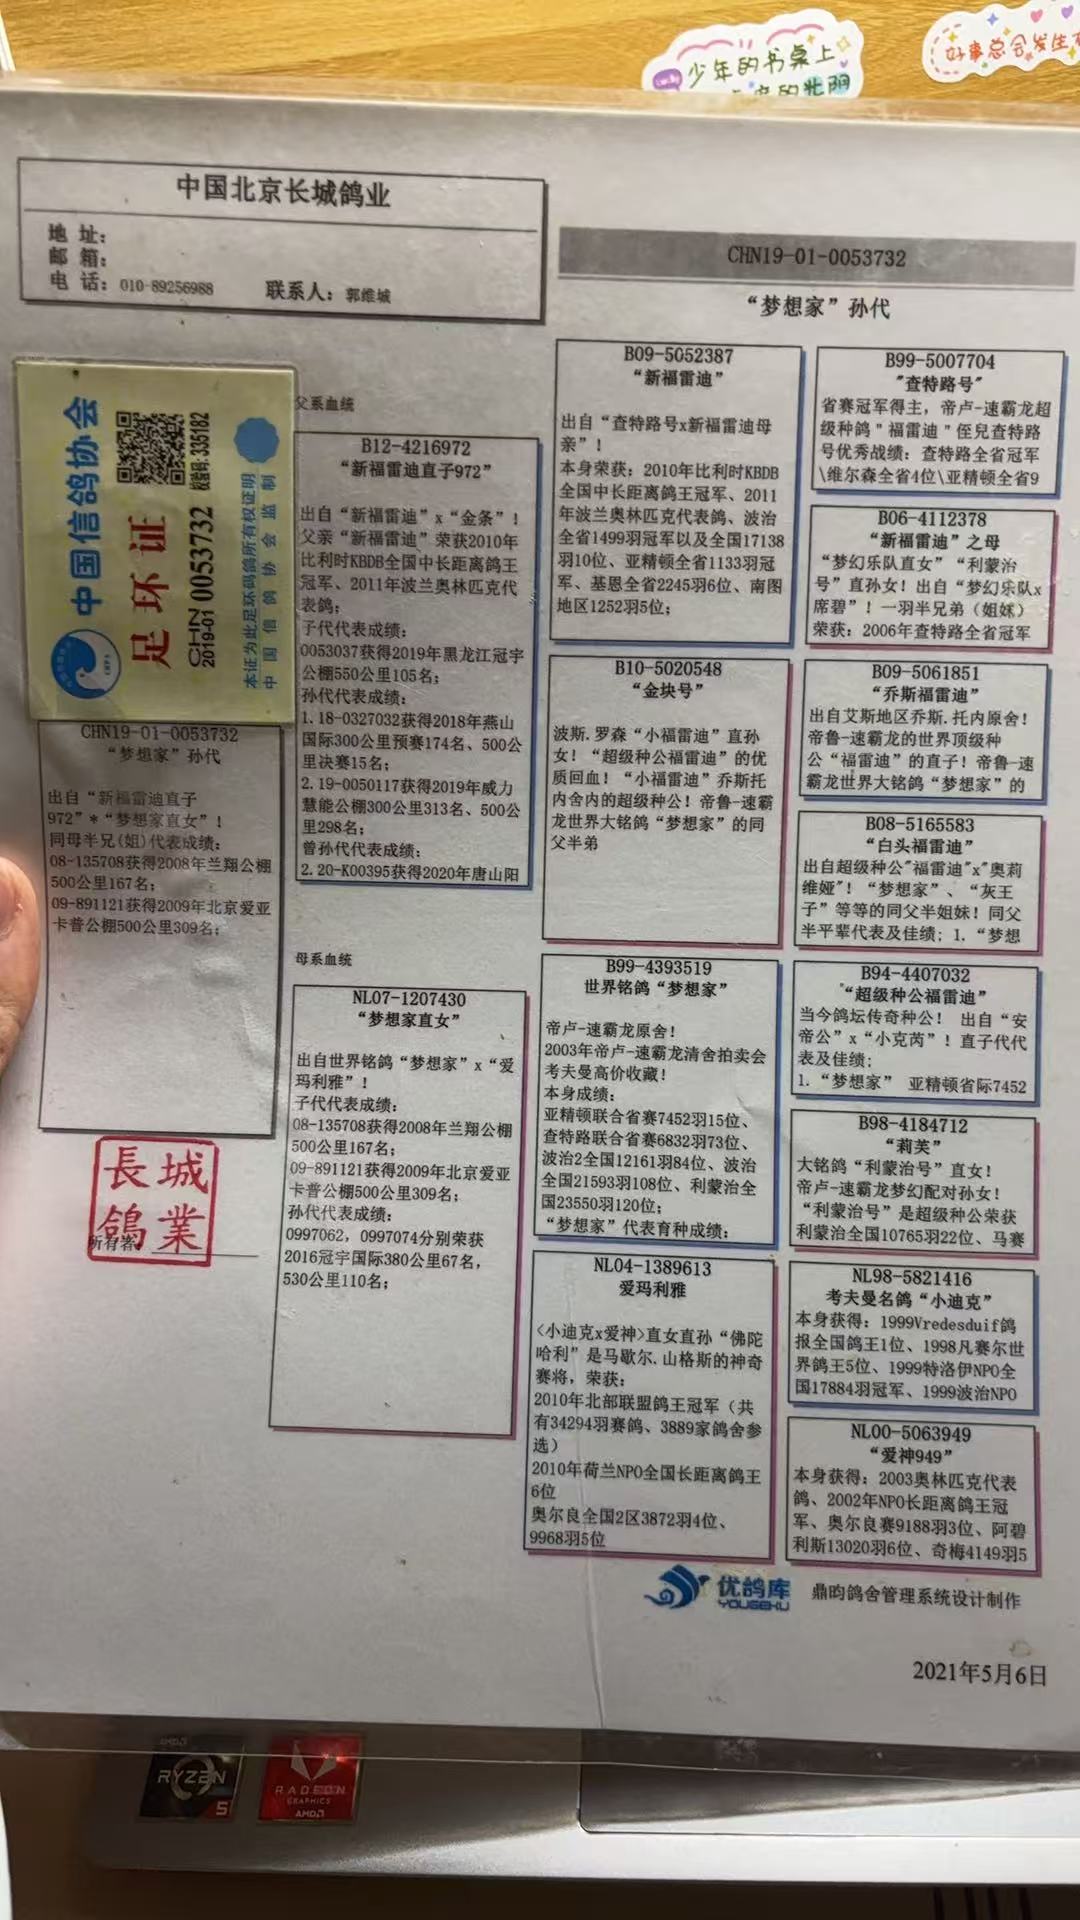 少年的书桌上
好事总会发生
中国北京长城鸽业
地 址：
邮 箱：
电 话：010-89256988 联系人：郭维城
CHN19-01-0053732
“梦想家”孙代
中国信鸽协会
足环证
CHN 0053732
2019-01
校验码：335182
本证为此足环码鸽所有权证明
中国信鸽协会监制
CHN19-01-0053732
“梦想家”孙代
出自“新福雷迪直子
972”*“梦想家直女”！
同母半兄(姐)代表成绩：
08-135708获得2008年兰翔公棚
500公里167名；
09-891121获得2009年北京爱亚
卡普公棚500公里309名；
長城
鴿業
所有者
父系血统
B12-4216972
“新福雷迪直子972”
出自“新福雷迪”x“金条”！
父亲“新福雷迪”荣获2010年
比利时KBDB全国中长距离鸽王
冠军、2011年波兰奥林匹克代
表鸽；
子代代表成绩：
0053037获得2019年黑龙江冠宇
公棚550公里105名；
孙代代表成绩：
1.18-0327032获得2018年燕山
国际300公里预赛174名、500公
里决赛15名；
2.19-0050117获得2019年威力
慧能公棚300公里313名、500公
里298名；
曾孙代代表成绩：
2.20-K00395获得2020年唐山阳
母系血统
NL07-1207430
“梦想家直女”
出自世界铭鸽“梦想家”x“爱
玛利雅”！
子代代表成绩：
08-135708获得2008年兰翔公棚
500公里167名；
09-891121获得2009年北京爱亚
卡普公棚500公里309名；
孙代代表成绩：
0997062，0997074分别荣获
2016冠宇国际380公里67名，
530公里110名；
B09-5052387
“新福雷迪”
出自“查特路号x新福雷迪母
亲”！
本身荣获：2010年比利时KBDB
全国中长距离鸽王冠军、2011
年波兰奥林匹克代表鸽、波治
全省1499羽冠军以及全国17138
羽10位、亚精顿全省1133羽冠
军、基恩全省2245羽6位、南图
地区1252羽5位；
B10-5020548
“金块号”
波斯.罗森“小福雷迪”直孙
女！“超级种公福雷迪”的优
质回血！“小福雷迪”乔斯托
内舍内的超级种公！帝鲁-速霸
龙世界大铭鸽“梦想家”的同
父半弟
B99-4393519
世界铭鸽“梦想家”
帝卢-速霸龙原舍！
2003年帝卢-速霸龙清舍拍卖会
考夫曼高价收藏！
本身成绩：
亚精顿联合省赛7452羽15位、
查特路联合省赛6832羽73位、
波治2全国12161羽84位、波治
全国21593羽108位、利蒙治全
国23550羽120位；
“梦想家”代表育种成绩：
NL04-1389613
爱玛利雅
<小迪克x爱神>直女直孙“佛陀
哈利”是马歇尔.山格斯的神奇
赛将，荣获：
2010年北部联盟鸽王冠军（共
有34294羽赛鸽、3889家鸽舍参
选）
2010年荷兰NPO全国长距离鸽王
6位
奥尔良全国2区3872羽4位、
9968羽5位
B99-5007704
"查特路号"
省赛冠军得主，帝卢-速霸龙超
级种鸽"福雷迪"侄兒查特路
号优秀战绩：查特路全省冠军
\维尔森全省4位\亚精顿全省9
B06-4112378
“新福雷迪”之母
“梦幻乐队直女”“利蒙治
号”直孙女！出自“梦幻乐队x
席碧”！一羽半兄弟（姐妹）
荣获：2006年查特路全省冠军
B09-5061851
“乔斯福雷迪”
出自艾斯地区乔斯.托内原舍！
帝鲁-速霸龙的世界顶级种
公“福雷迪”的直子！帝鲁-速
霸龙世界大铭鸽“梦想家”的
B08-5165583
“白头福雷迪”
出自超级种公"福雷迪"x"奥莉
维娅"！“梦想家”、“灰王
子”等等的同父半姐妹！同父
半平辈代表及佳绩；1.“梦想
B94-4407032
“超级种公福雷迪”
当今鸽坛传奇种公！ 出自“安
帝公”x“小克芮”！直子代代
表及佳绩；
1.“梦想家” 亚精顿省际7452
B98-4184712
“莉芙”
大铭鸽“利蒙治号”直女！
帝卢-速霸龙梦幻配对孙女！
“利蒙治号”是超级种公荣获
利蒙治全国10765羽22位、马赛
NL98-5821416
考夫曼名鸽“小迪克”
本身获得：1999Vredesduif鸽
报全国鸽王1位、1998凡赛尔世
界鸽王5位、1999特洛伊NPO全
国17884羽冠军、1999波治NPO
NL00-5063949
“爱神949”
本身获得：2003奥林匹克代表
鸽、2002年NPO长距离鸽王冠
军、奥尔良赛9188羽3位、阿碧
利斯13020羽6位、奇梅4149羽5
优鸽库
YOUGEKU
鼎昀鸽舍管理系统设计制作
2021年5月6日
AMD
RYZEN
5
RADEON
GRAPHICS
AMD